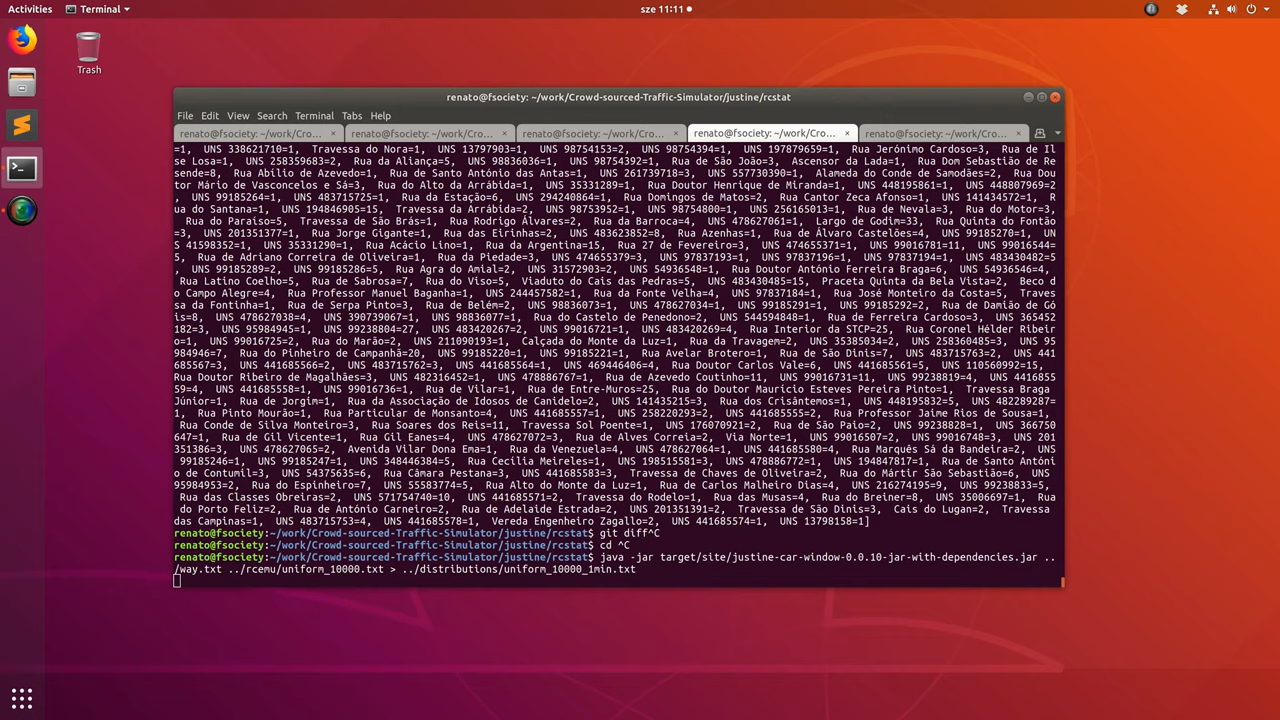 Activities
Terminal
sze 11:11
Trash
renato@fsociety: ~/work/Crowd-sourced-Traffic-Simulator/justine/rcstat
File Edit View Search Terminal Tabs Help
renato@fsociety: ~/work/Cro... × renato@fsociety: ~/work/Cro... × renato@fsociety: ~/work/Cro... × renato@fsociety: ~/work/Cro... × renato@fsociety: ~/work/Cro... ×
=1, UNS 338621710=1, Travessa do Nora=1, UNS 13797903=1, UNS 98754153=2, UNS 98754394=1, UNS 197879659=1, Rua Jerónimo Cardoso=3, Rua de Il
se Losa=1, UNS 258359683=2, Rua da Aliança=5, UNS 98836036=1, UNS 98754392=1, Rua de São João=3, Ascensor da Lada=1, Rua Dom Sebastião de Re
sende=8, Rua Abílio de Azevedo=1, Rua de Santo António das Antas=1, UNS 261739718=3, UNS 557730390=1, Alameda do Conde de Samodães=2, Rua Dou
tor Mário de Vasconcelos e Sá=3, Rua do Alto da Arrábida=1, UNS 35331289=1, Rua Doutor Henrique de Miranda=1, UNS 448195861=1, UNS 448807969=2
, UNS 99185264=1, UNS 483715725=1, Rua da Estação=6, UNS 294240864=1, Rua Domingos de Matos=2, Rua Cantor Zeca Afonso=1, UNS 141434572=1, R
ua do Santana=1, UNS 194846905=15, Travessa da Arrábida=2, UNS 98753952=1, UNS 98754800=1, UNS 256165013=1, Rua de Nevala=3, Rua do Motor=3,
Rua do Paraíso=5, Travessa de São Brás=1, Rua Rodrigo Álvares=2, Rua da Barroca=4, UNS 478627061=1, Largo de Godim=33, Rua Quinta do Fontão
=3, UNS 201351377=1, Rua Jorge Gigante=1, Rua das Eirinhas=2, UNS 483623852=8, Rua Azenhas=1, Rua de Álvaro Castelões=4, UNS 99185270=1, UN
S 41598352=1, UNS 35331290=1, Rua Acácio Lino=1, Rua da Argentina=15, Rua 27 de Fevereiro=3, UNS 474655371=1, UNS 99016781=11, UNS 99016544=
5, Rua de Adriano Correira de Oliveira=1, Rua da Piedade=3, UNS 474655379=3, UNS 97837193=1, UNS 97837196=1, UNS 97837194=1, UNS 483430482=5
, UNS 99185289=2, UNS 99185286=5, Rua Agra do Amial=2, UNS 31572903=2, UNS 54936548=1, Rua Doutor António Ferreira Braga=6, UNS 54936546=4,
Rua Latino Coelho=5, Rua de Sabrosa=7, Rua do Viso=5, Viaduto do Cais das Pedras=5, UNS 483430485=15, Praceta Quinta da Bela Vista=2, Beco d
o Campo Alegre=4, Rua Professor Manuel Baganha=1, UNS 244457582=1, Rua da Fonte Velha=4, UNS 97837184=1, Rua José Monteiro da Costa=5, Traves
sa da Fontinha=1, Rua de Serpa Pinto=3, Rua de Belém=2, UNS 98836073=1, UNS 478627034=1, UNS 99185291=1, UNS 99185292=2, Rua de Damião de Gó
is=8, UNS 478627038=4, UNS 390739067=1, UNS 98836077=1, Rua do Castelo de Penedono=2, UNS 544594848=1, Rua de Ferreira Cardoso=3, UNS 365452
182=3, UNS 95984945=1, UNS 99238804=27, UNS 483420267=2, UNS 99016721=1, UNS 483420269=4, Rua Interior da STCP=25, Rua Coronel Hélder Ribeir
o=1, UNS 99016725=2, Rua do Marão=2, UNS 211090193=1, Calçada do Monte da Luz=1, Rua da Travagem=2, UNS 35385034=2, UNS 258360485=3, UNS 95
984946=7, Rua do Pinheiro de Campanhã=20, UNS 99185220=1, UNS 99185221=1, Rua Avelar Brotero=1, Rua de São Dinis=7, UNS 483715763=2, UNS 441
685567=3, UNS 441685566=2, UNS 483715762=3, UNS 441685564=1, UNS 469446406=4, Rua Doutor Carlos Vale=6, UNS 441685561=5, UNS 110560992=15,
Rua Doutor Ribeiro de Magalhães=3, UNS 482316452=1, UNS 478886767=1, Rua de Azevedo Coutinho=11, UNS 99016731=11, UNS 99238819=4, UNS 4416855
59=4, UNS 441685558=1, UNS 99016736=1, Rua de Vilar=1, Rua de Entre-Muros=25, Rua do Doutor Maurício Esteves Pereira Pinto=1, Travessa Braga
Júnior=1, Rua de Jorgim=1, Rua da Associação de Idosos de Canidelo=2, UNS 141435215=3, Rua dos Crisântemos=1, UNS 448195832=5, UNS 482289287=
1, Rua Pinto Mourão=1, Rua Particular de Monsanto=4, UNS 441685557=1, UNS 258220293=2, UNS 441685555=2, Rua Professor Jaime Rios de Sousa=1,
Rua Conde de Silva Monteiro=3, Rua Soares dos Reis=11, Travessa Sol Poente=1, UNS 176070921=2, Rua de São Paio=2, UNS 99238828=1, UNS 366750
647=1, Rua de Gil Vicente=1, Rua Gil Eanes=4, UNS 478627072=3, Rua de Alves Correia=2, Via Norte=1, UNS 99016507=2, UNS 99016748=3, UNS 201
351386=3, UNS 478627065=2, Avenida Vilar Dona Ema=1, Rua da Venezuela=4, UNS 478627064=1, UNS 441685580=4, Rua Marquês Sá da Bandeira=2, UNS
99185246=1, UNS 99185247=1, UNS 348446384=5, Rua Cecília Meireles=1, UNS 198515581=3, UNS 478886772=1, UNS 194847817=1, Rua de Santo Antóni
o de Contumil=3, UNS 54375635=6, Rua Câmara Pestana=3, UNS 441685583=3, Travessa de Chaves de Oliveira=2, Rua do Mártir São Sebastião=6, UNS
95984953=2, Rua do Espinheiro=7, UNS 55583774=5, Rua Alto do Monte da Luz=1, Rua de Carlos Malheiro Dias=4, UNS 216274195=9, UNS 99238833=5,
Rua das Classes Obreiras=2, UNS 571754740=10, UNS 441685571=2, Travessa do Rodelo=1, Rua das Musas=4, Rua do Breiner=8, UNS 35006697=1, Rua
do Porto Feliz=2, Rua de António Carneiro=2, Rua de Adelaide Estrada=2, UNS 201351391=2, Travessa de São Dinis=3, Cais do Lugan=2, Travessa
das Campinas=1, UNS 483715753=4, UNS 441685578=1, Vereda Engenheiro Zagallo=2, UNS 441685574=1, UNS 13798158=1]
renato@fsociety:~/work/Crowd-sourced-Traffic-Simulator/justine/rcstat$ git diff^C
renato@fsociety:~/work/Crowd-sourced-Traffic-Simulator/justine/rcstat$ cd ^C
renato@fsociety:~/work/Crowd-sourced-Traffic-Simulator/justine/rcstat$ java -jar target/site/justine-car-window-0.0.10-jar-with-dependencies.jar ..
/way.txt ../rcemu/uniform_10000.txt > ../distributions/uniform_10000_1min.txt